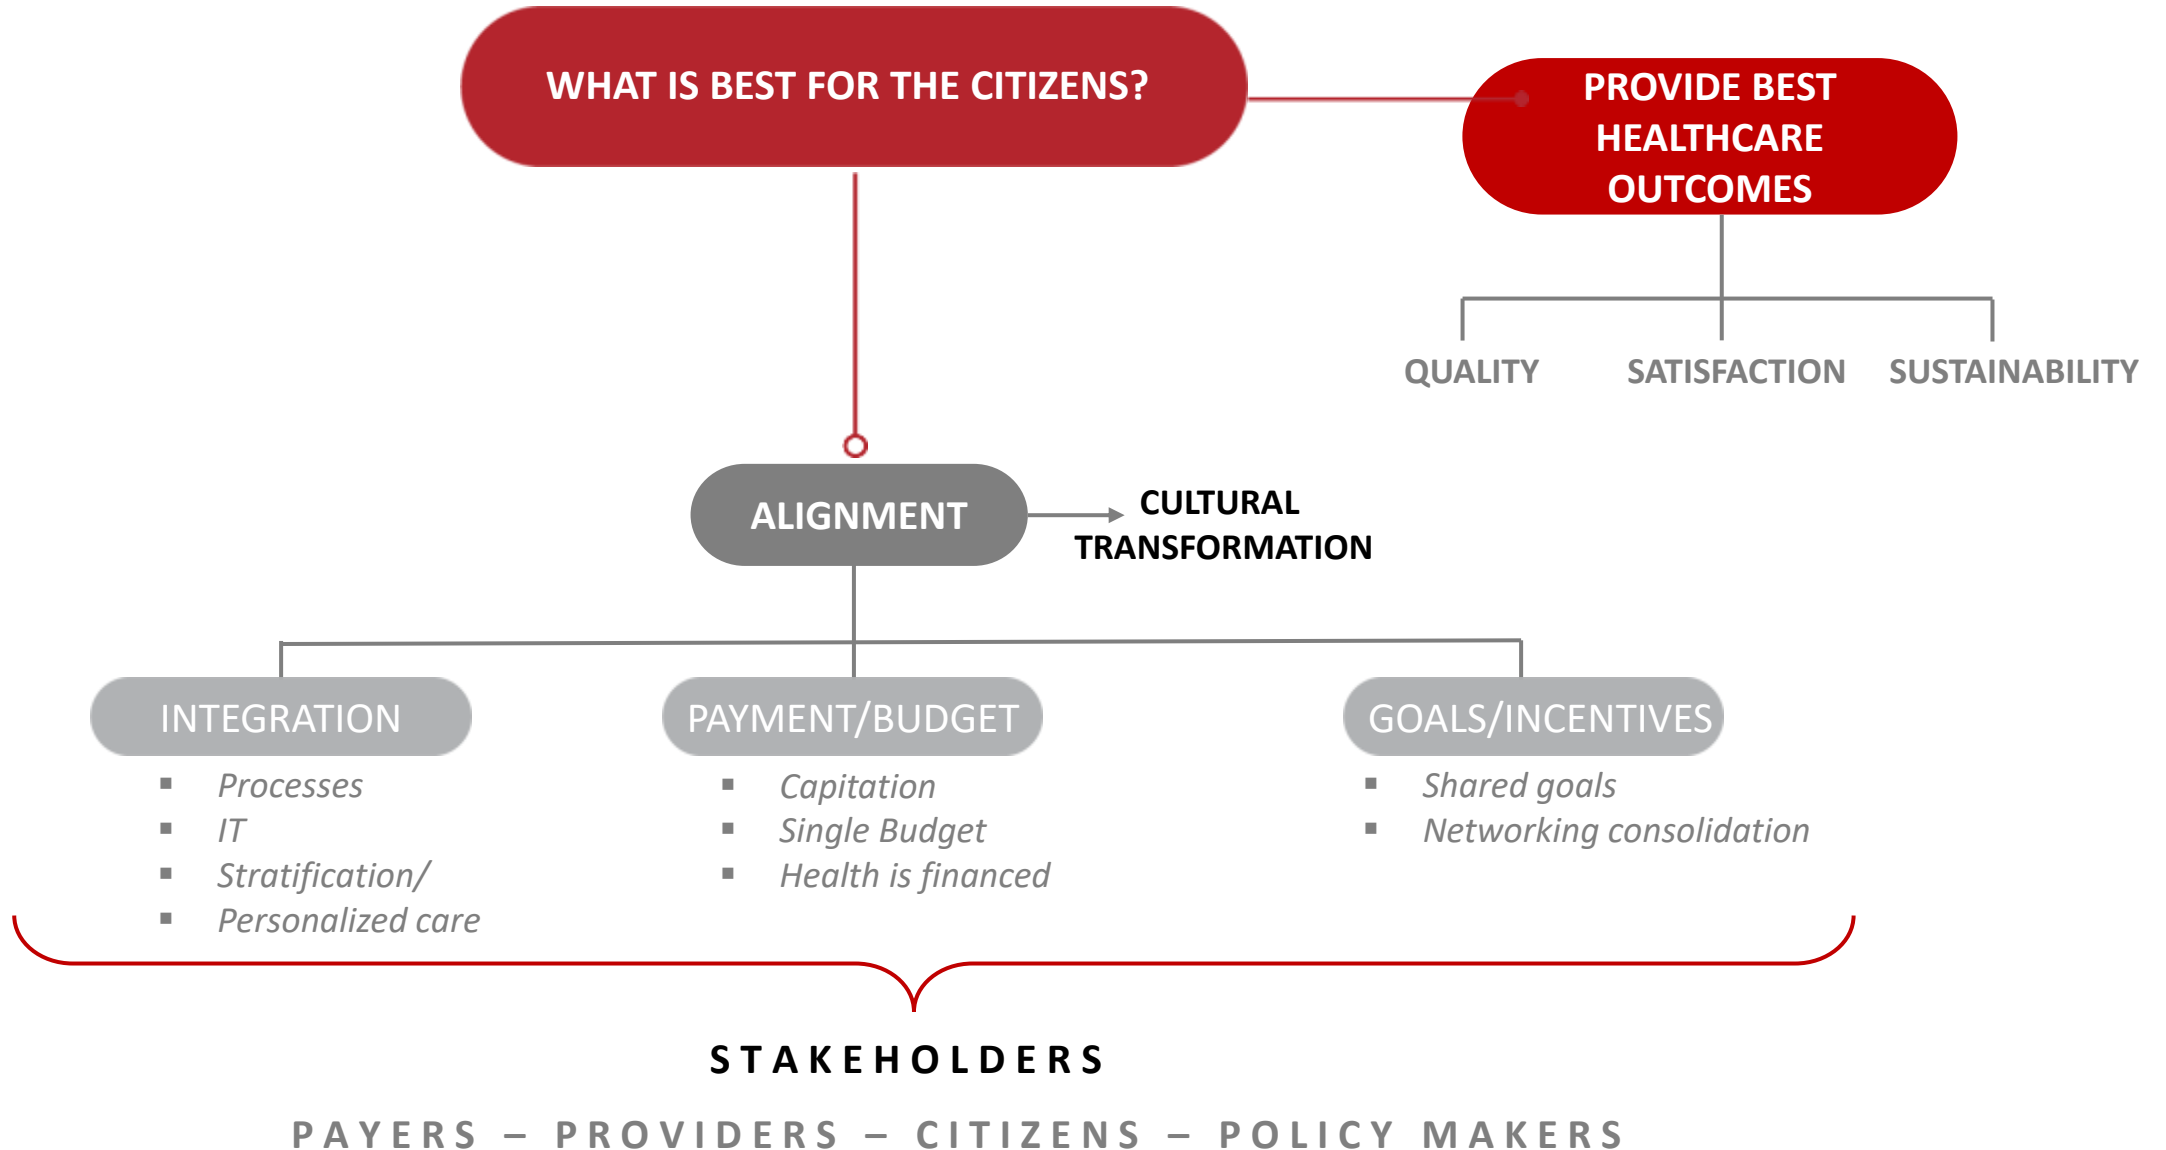 WHAT IS BEST FOR THE CITIZENS?
PROVIDE BEST
HEALTHCARE
OUTCOMES
QUALITY
SATISFACTION
SUSTAINABILITY
ALIGNMENT
CULTURAL
TRANSFORMATION
INTEGRATION
▪ Processes
▪ IT
▪ Stratification/
▪ Personalized care
PAYMENT/BUDGET
▪ Capitation
▪ Single Budget
▪ Health is financed
GOALS/INCENTIVES
▪ Shared goals
▪ Networking consolidation
STAKEHOLDERS
PAYERS – PROVIDERS – CITIZENS – POLICY MAKERS